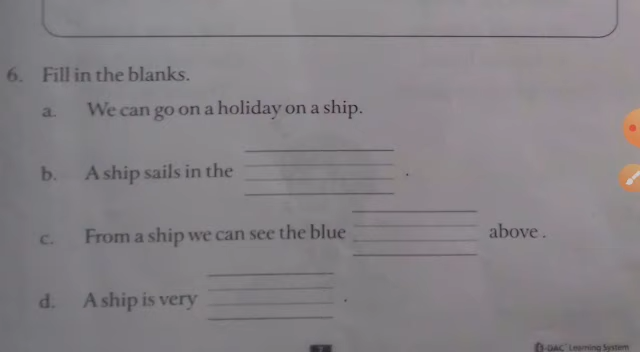 6. Fill in the blanks.
a. We can go on a holiday on a ship.
b. A ship sails in the .
c. From a ship we can see the blue above.
d. A ship is very .
Learning System